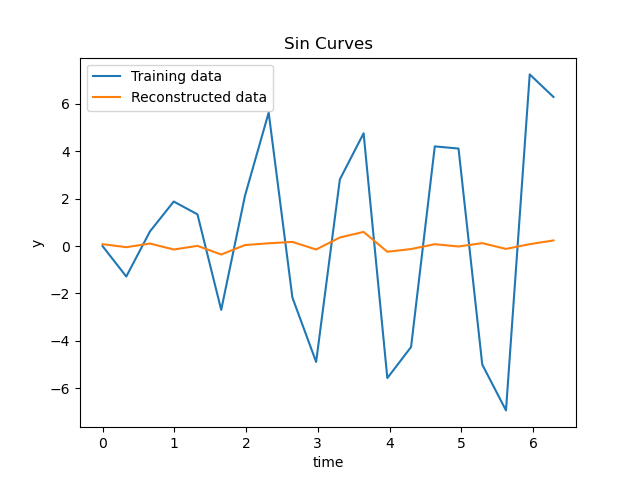 Sin Curves
Training data
Reconstructed data
y
6
4
2
0
−2
−4
−6
0 1 2 3 4 5 6
time